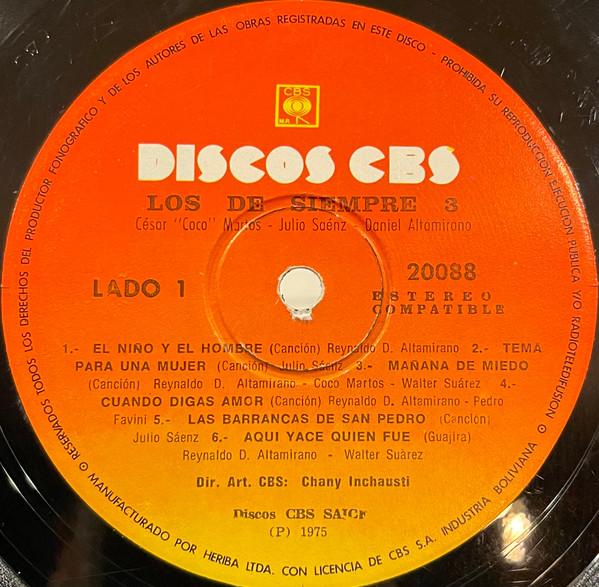 RESERVADOS TODOS LOS DERECHOS DEL PRODUCTOR FONOGRAFICO Y DE LOS AUTORES DE LAS OBRAS REGISTRADAS EN ESTE DISCO - PROHIBIDA SU REPRODUCCION EJECUCION PUBLICA Y/O RADIOTELEDIFUSION
CBS
M.R.
DISCOS CBS
LOS DE SIEMPRE 3
César "Coco" Martos - Julio Saénz - Daniel Altamirano
LADO 1
20088
ESTEREO
COMPATIBLE
1.- EL NIÑO Y EL HOMBRE (Canción) Reynaldo D. Altamirano 2.- TEMA
PARA UNA MUJER (Canción) Julio Sáenz 3.- MAÑANA DE MIEDO
(Canción) Reynaldo D. Altamirano - Coco Martos - Walter Suárez 4.-
CUANDO DIGAS AMOR (Canción) Reynaldo D. Altamirano - Pedro
Favini 5.- LAS BARRANCAS DE SAN PEDRO (Canción)
Julio Sáenz 6.- AQUI YACE QUIEN FUE (Guajira)
Reynaldo D. Altamirano - Walter Suàrez
Dir. Art. CBS: Chany Inchausti
Discos CBS SAICF
(P) 1975
MANUFACTURADO POR HERIBA LTDA. CON LICENCIA DE CBS S.A. INDUSTRIA BOLIVIANA